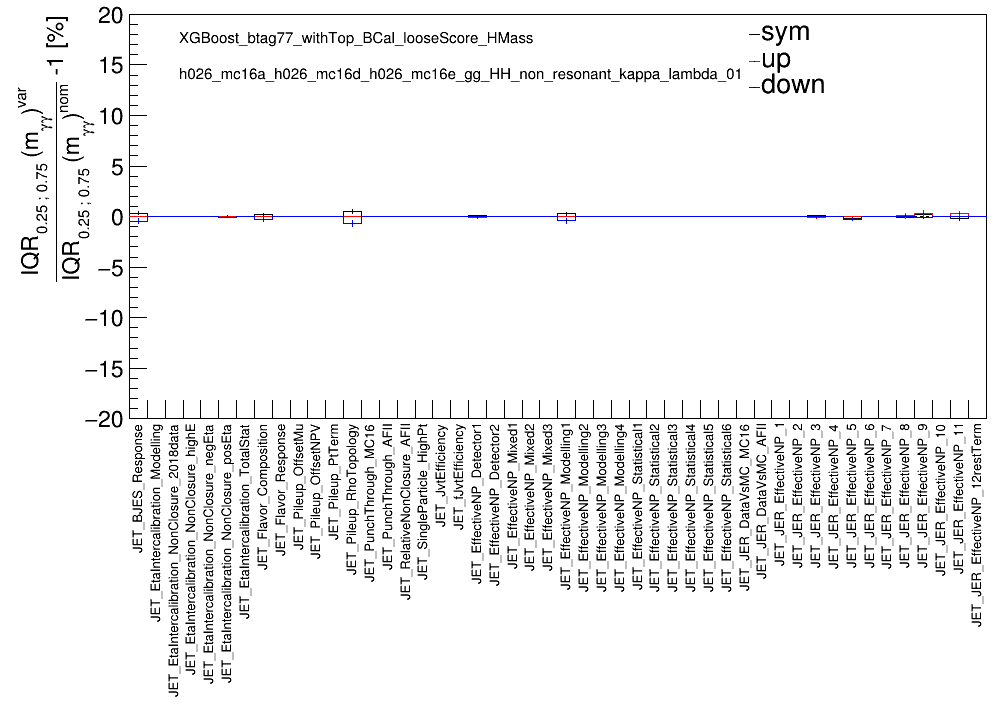 20
15
10
5
0
−5
−10
−15
−20
IQR0.25 ; 0.75 (mγγ)var
IQR0.25 ; 0.75 (mγγ)nom
-1 [%]
XGBoost_btag77_withTop_BCal_looseScore_HMass
h026_mc16a_h026_mc16d_h026_mc16e_gg_HH_non_resonant_kappa_lambda_01
sym
up
down
JET_BJES_Response
JET_EtaIntercalibration_Modelling
JET_EtaIntercalibration_NonClosure_2018data
JET_EtaIntercalibration_NonClosure_highE
JET_EtaIntercalibration_NonClosure_negEta
JET_EtaIntercalibration_NonClosure_posEta
JET_EtaIntercalibration_TotalStat
JET_Flavor_Composition
JET_Flavor_Response
JET_Pileup_OffsetMu
JET_Pileup_OffsetNPV
JET_Pileup_PtTerm
JET_Pileup_RhoTopology
JET_PunchThrough_MC16
JET_PunchThrough_AFII
JET_RelativeNonClosure_AFII
JET_SingleParticle_HighPt
JET_JvtEfficiency
JET_fJvtEfficiency
JET_EffectiveNP_Detector1
JET_EffectiveNP_Detector2
JET_EffectiveNP_Mixed1
JET_EffectiveNP_Mixed2
JET_EffectiveNP_Mixed3
JET_EffectiveNP_Modelling1
JET_EffectiveNP_Modelling2
JET_EffectiveNP_Modelling3
JET_EffectiveNP_Modelling4
JET_EffectiveNP_Statistical1
JET_EffectiveNP_Statistical2
JET_EffectiveNP_Statistical3
JET_EffectiveNP_Statistical4
JET_EffectiveNP_Statistical5
JET_EffectiveNP_Statistical6
JET_JER_DataVsMC_MC16
JET_JER_DataVsMC_AFII
JET_JER_EffectiveNP_1
JET_JER_EffectiveNP_2
JET_JER_EffectiveNP_3
JET_JER_EffectiveNP_4
JET_JER_EffectiveNP_5
JET_JER_EffectiveNP_6
JET_JER_EffectiveNP_7
JET_JER_EffectiveNP_8
JET_JER_EffectiveNP_9
JET_JER_EffectiveNP_10
JET_JER_EffectiveNP_11
JET_JER_EffectiveNP_12restTerm